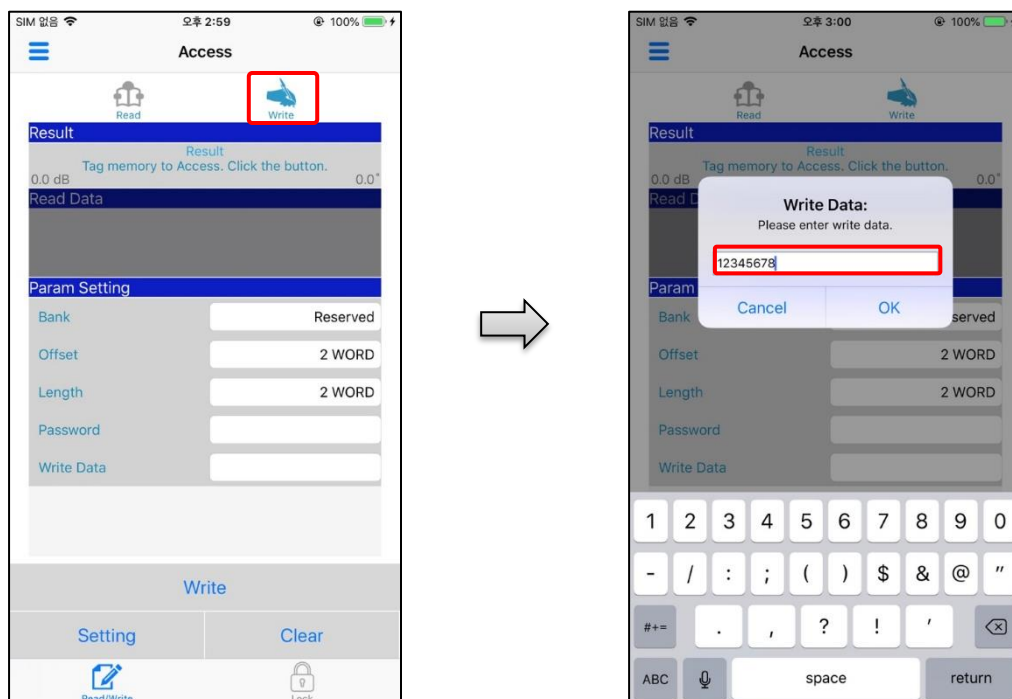 SIM 없음 오후 2:59 100%
Access
Read Write
Result
Result
Tag memory to Access. Click the button.
0.0 dB 0.0˚
Read Data
Param Setting
Bank Reserved
Offset 2 WORD
Length 2 WORD
Password
Write Data
Write
Setting Clear
Read/Write Lock
SIM 없음 오후 3:00 100%
Access
Read Write
Result
Result
Tag memory to Access. Click the button.
0.0 dB 0.0˚
Read D
Write Data:
Please enter write data.
12345678
Cancel OK
Param
Bank served
Offset 2 WORD
Length 2 WORD
Password
Write Data
1 2 3 4 5 6 7 8 9 0
- / : ; ( ) $ & @ "
#+= . , ? ! '
ABC space return